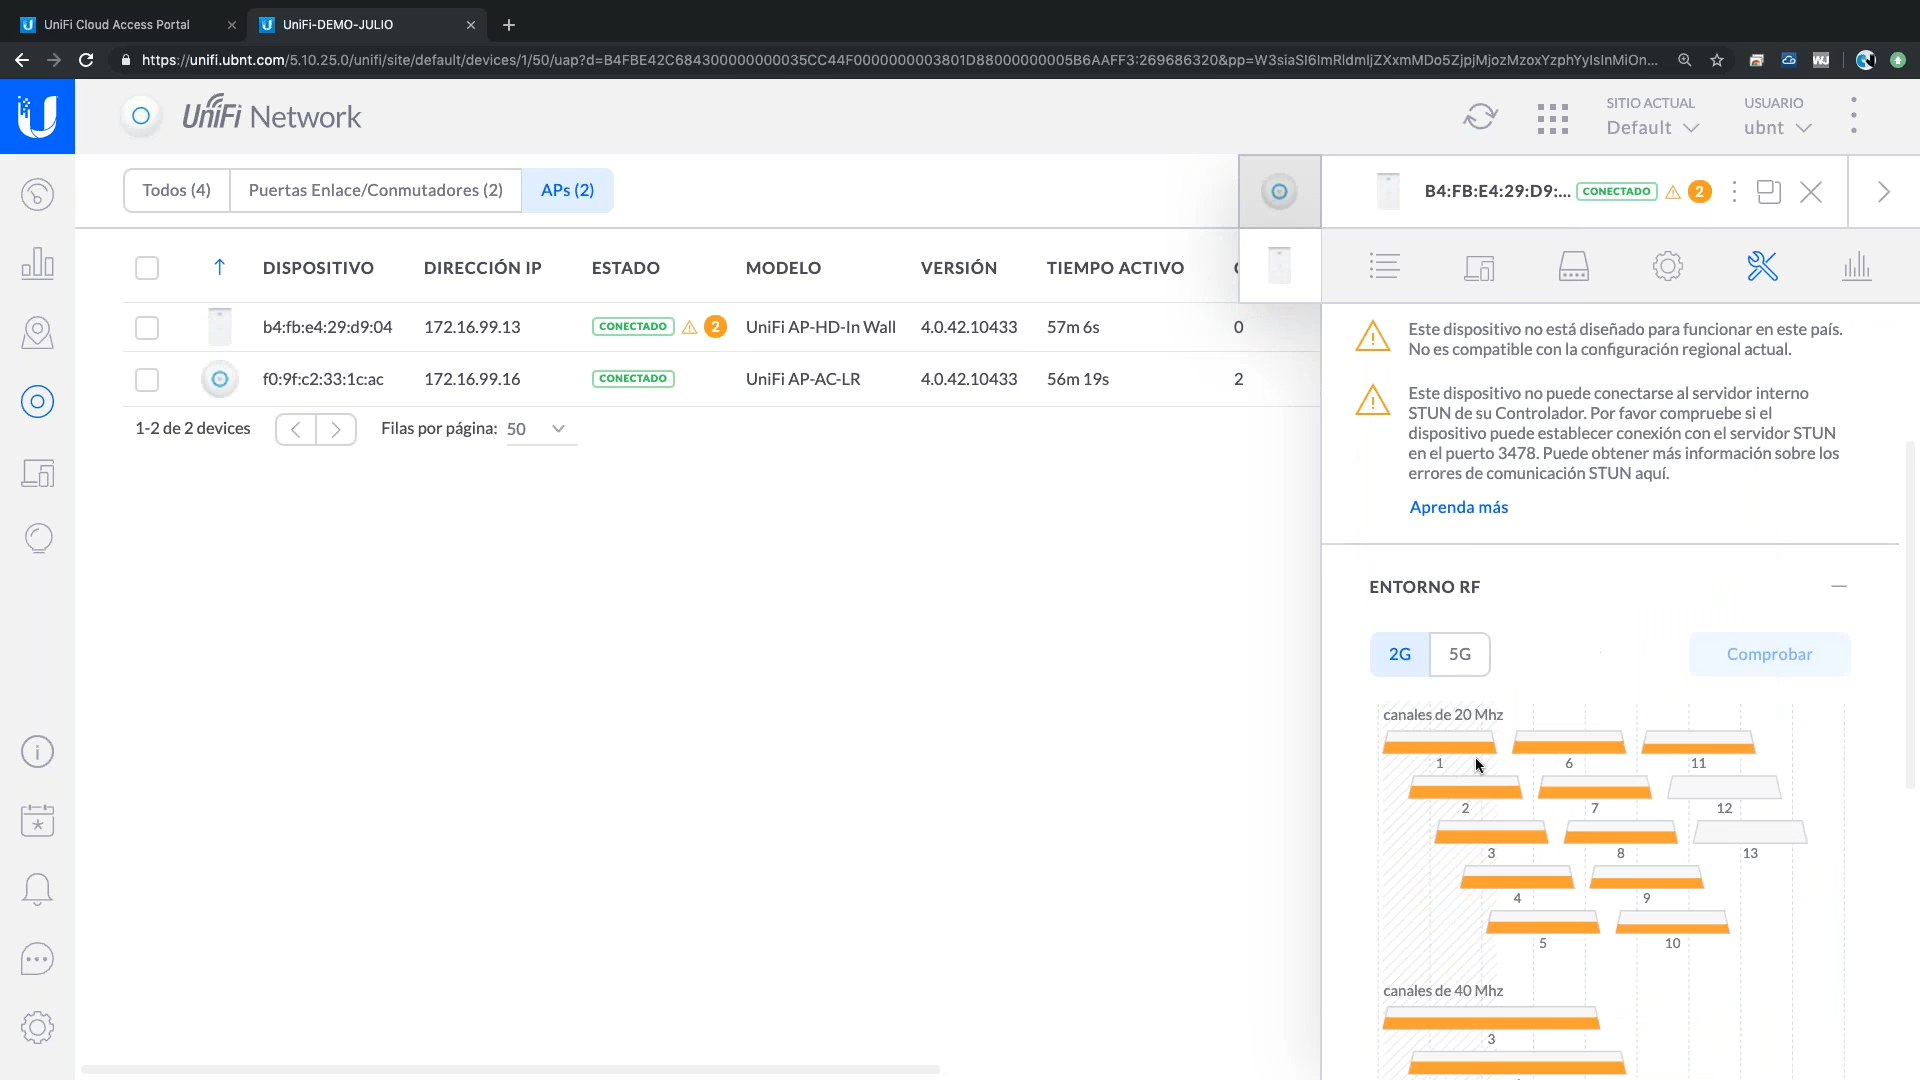 UniFi Cloud Access Portal
UniFi-DEMO-JULIO
https://unifi.ubnt.com/5.10.25.0/unifi/site/default/devices/1/50/uap?d=B4FBE42C684300000000035CC44F0000000003801D88000000005B6AAFF3:269686320&pp=W3siaSI6ImRldmljZXxmMDo5ZjpjMjozMzoxYzphYyIsInMiOn...
UniFi Network
SITIO ACTUAL
Default
USUARIO
ubnt
Todos (4)
Puertas Enlace/Conmutadores (2)
APs (2)
B4:FB:E4:29:D9:...
CONECTADO
2
DISPOSITIVO
DIRECCIÓN IP
ESTADO
MODELO
VERSIÓN
TIEMPO ACTIVO
b4:fb:e4:29:d9:04 172.16.99.13 CONECTADO 2 UniFi AP-HD-In Wall 4.0.42.10433 57m 6s 0
f0:9f:c2:33:1c:ac 172.16.99.16 CONECTADO UniFi AP-AC-LR 4.0.42.10433 56m 19s 2
1-2 de 2 devices
Filas por página: 50
Este dispositivo no está diseñado para funcionar en este país.
No es compatible con la configuración regional actual.
Este dispositivo no puede conectarse al servidor interno
STUN de su Controlador. Por favor compruebe si el
dispositivo puede establecer conexión con el servidor STUN
en el puerto 3478. Puede obtener más información sobre los
errores de comunicación STUN aquí.
Aprenda más
ENTORNO RF
2G
5G
Comprobar
canales de 20 Mhz
1 6 11
2 7 12
3 8 13
4 9
5 10
canales de 40 Mhz
3